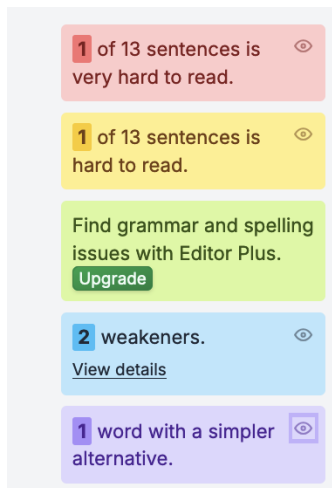 1 of 13 sentences is
very hard to read.
1 of 13 sentences is
hard to read.
Find grammar and spelling
issues with Editor Plus.
Upgrade
2 weakeners.
View details
1 word with a simpler
alternative.